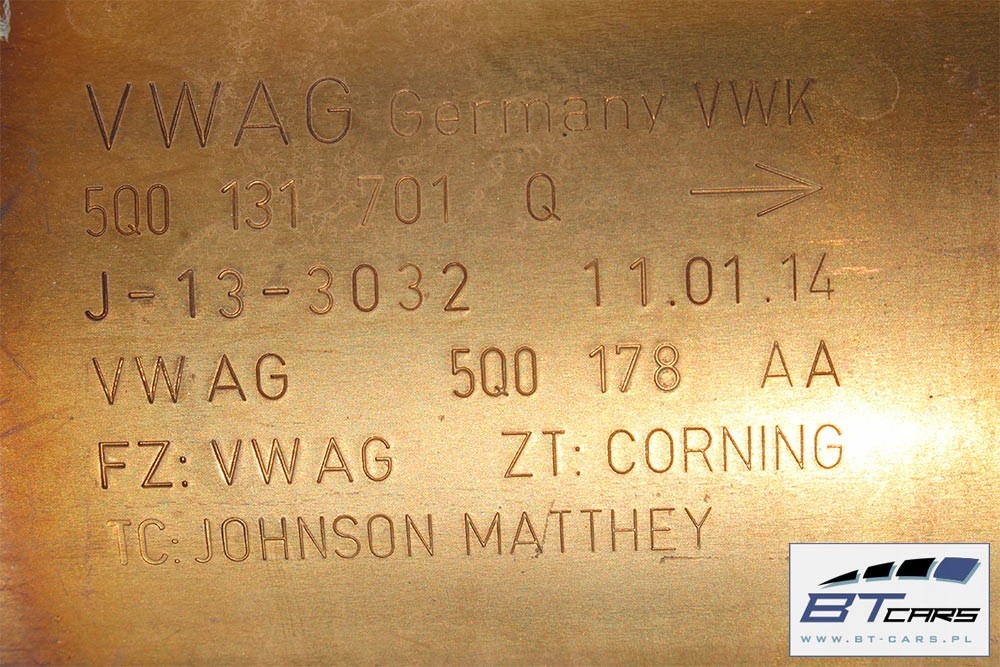 VWAG Germany VWK
5Q0 131 701 Q →
J-13-3032 11.01.14
VWAG 5Q0 178 AA
FZ: VWAG ZT: CORNING
TC: JOHNSON MATTHEY
BT CARS
WWW.BT-CARS.PL